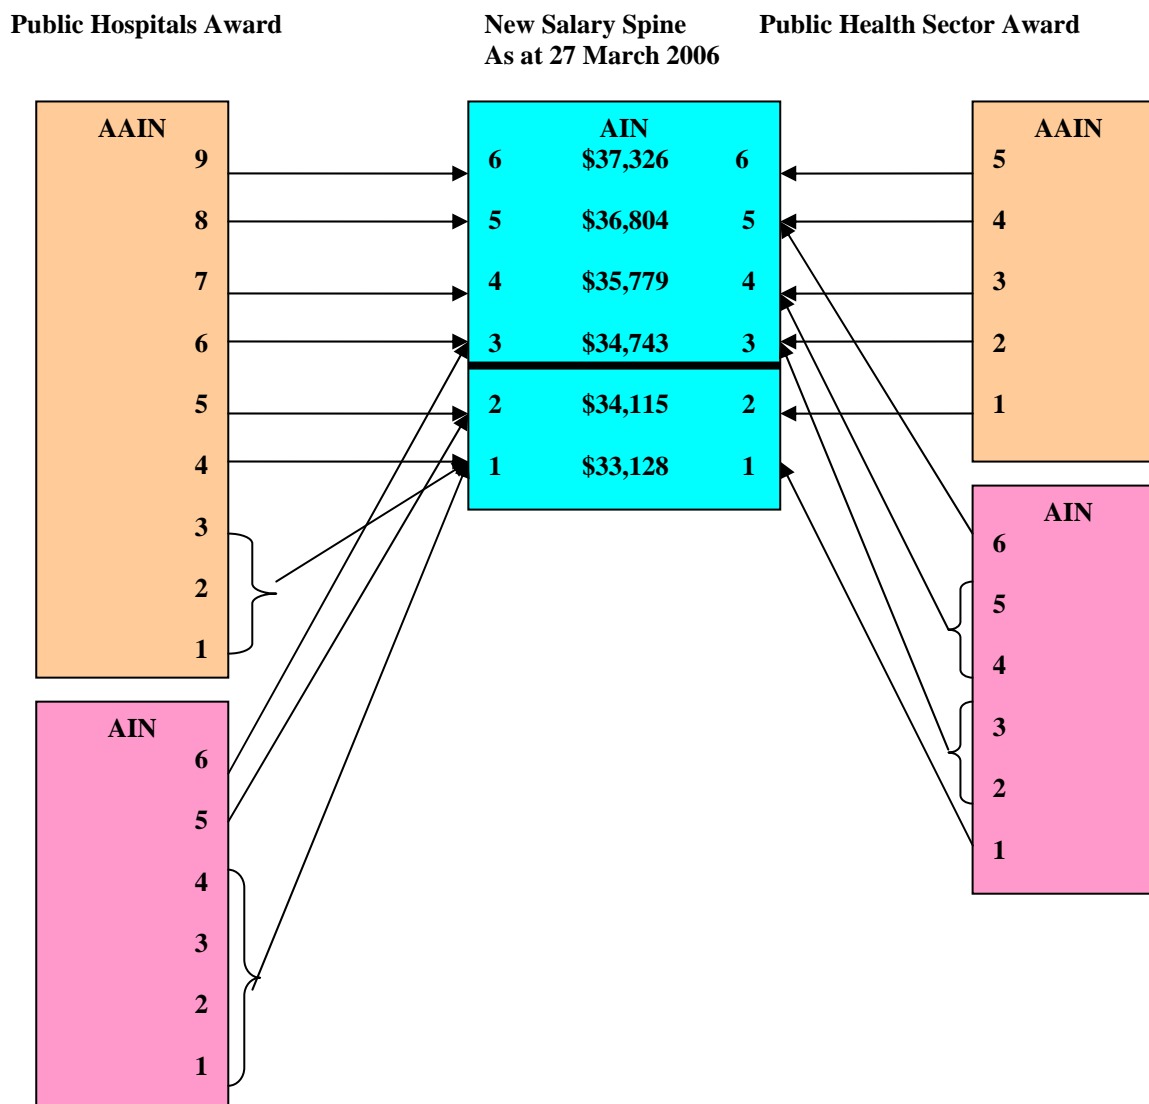 Public Hospitals Award New Salary Spine Public Health Sector Award
As at 27 March 2006
AAIN AIN AAIN
9 6 $37,326 6 5
8 5 $36,804 5 4
7 4 $35,779 4 3
6 3 $34,743 3 2
5 2 $34,115 2 1
4 1 $33,128 1
AIN
3 6
2 5
1 4
AIN 3
6 2
5 1
4
3
2
1